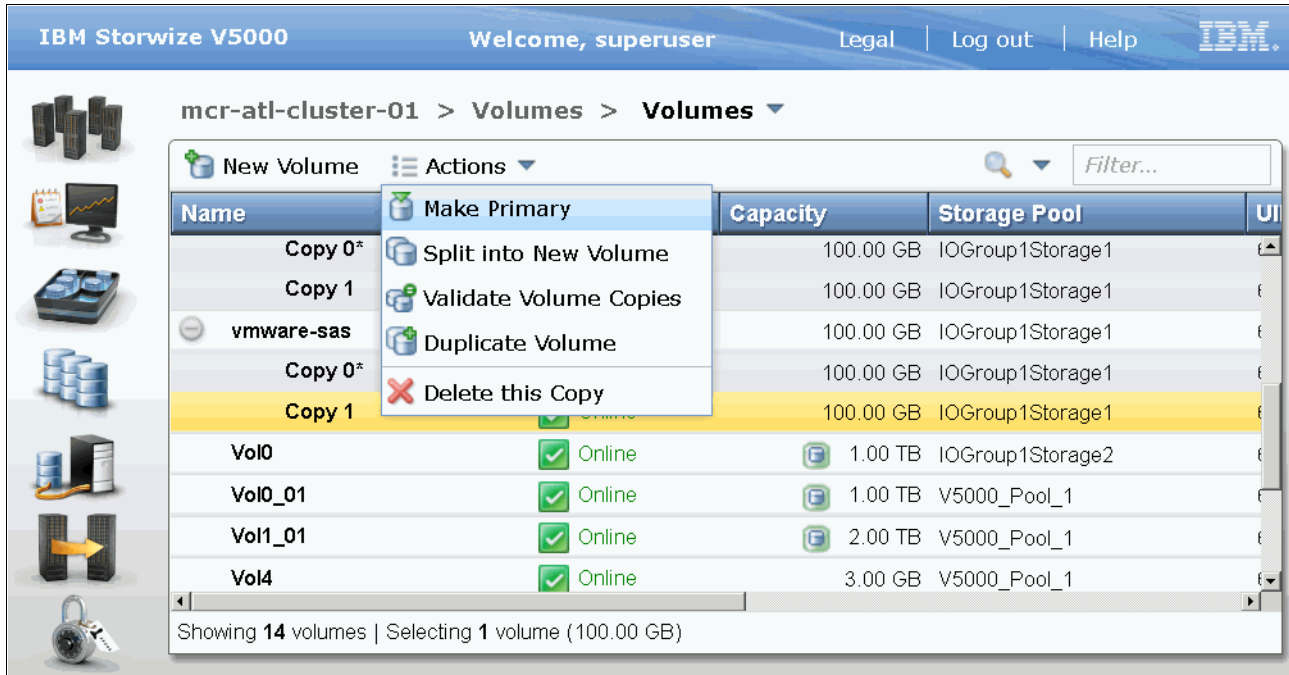 IBM Storwize V5000 Welcome, superuser Legal | Log out | Help IBM.
mcr-atl-cluster-01 > Volumes > Volumes
New Volume Actions Filter...
Name Capacity Storage Pool UI
Make Primary
Copy 0* 100.00 GB IOGroup1Storage1
Split into New Volume
Copy 1 100.00 GB IOGroup1Storage1
Validate Volume Copies
vmware-sas 100.00 GB IOGroup1Storage1
Duplicate Volume
Copy 0* 100.00 GB IOGroup1Storage1
Delete this Copy
Copy 1 Online 100.00 GB IOGroup1Storage1
Vol0 Online 1.00 TB IOGroup1Storage2
Vol0_01 Online 1.00 TB V5000_Pool_1
Vol1_01 Online 2.00 TB V5000_Pool_1
Vol4 Online 3.00 GB V5000_Pool_1
Showing 14 volumes | Selecting 1 volume (100.00 GB)